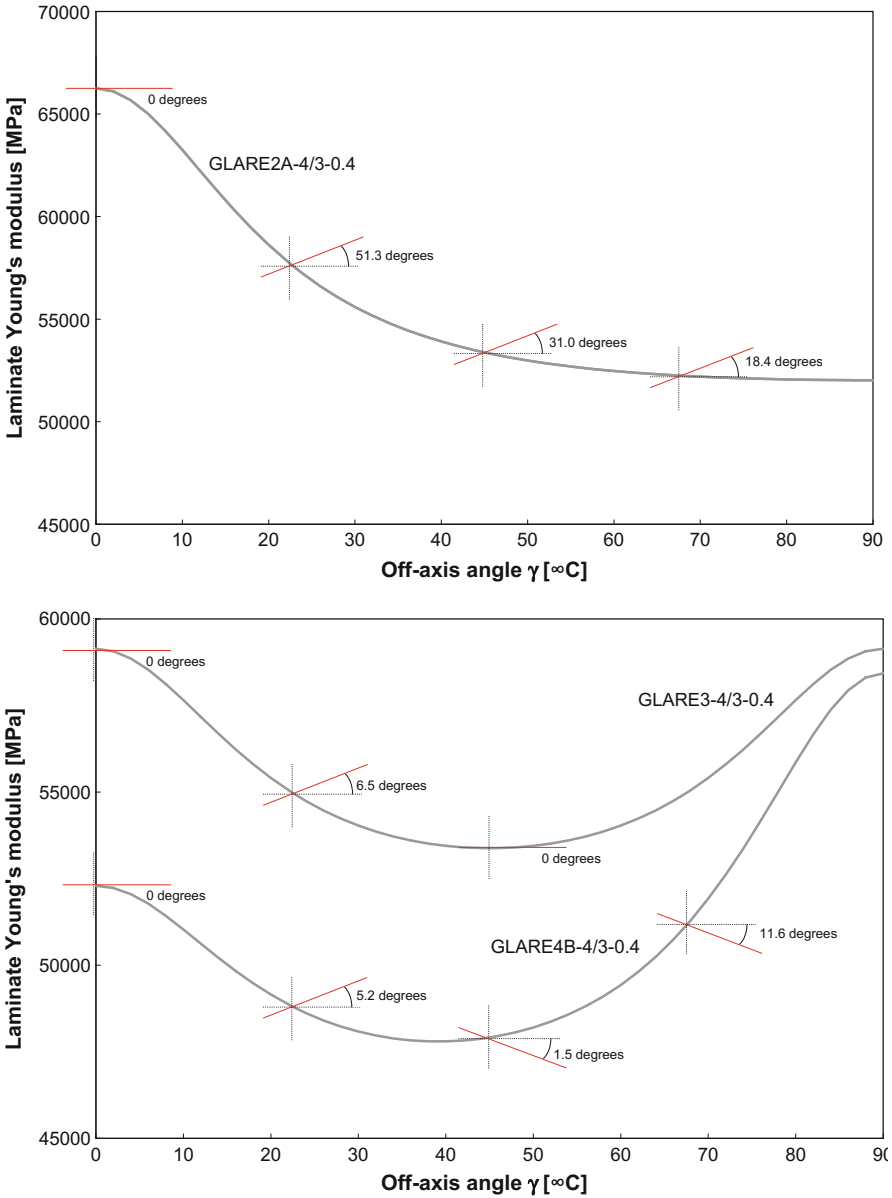 70000
65000
60000
55000
50000
45000
Laminate Young's modulus [MPa]
0 degrees
GLARE2A-4/3-0.4
51.3 degrees
31.0 degrees
18.4 degrees
0 10 20 30 40 50 60 70 80 90
Off-axis angle γ [∞C]
60000
55000
50000
45000
Laminate Young's modulus [MPa]
0 degrees
GLARE3-4/3-0.4
6.5 degrees
0 degrees
0 degrees
GLARE4B-4/3-0.4
11.6 degrees
5.2 degrees
1.5 degrees
0 10 20 30 40 50 60 70 80 90
Off-axis angle γ [∞C]